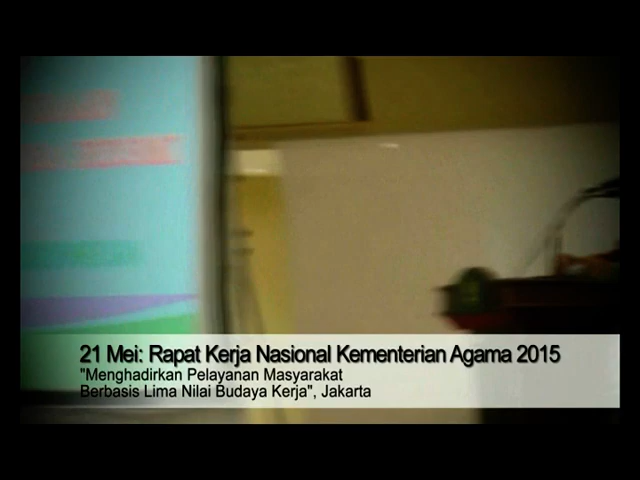 21 Mei: Rapat Kerja Nasional Kementerian Agama 2015
"Menghadirkan Pelayanan Masyarakat
Berbasis Lima Nilai Budaya Kerja", Jakarta